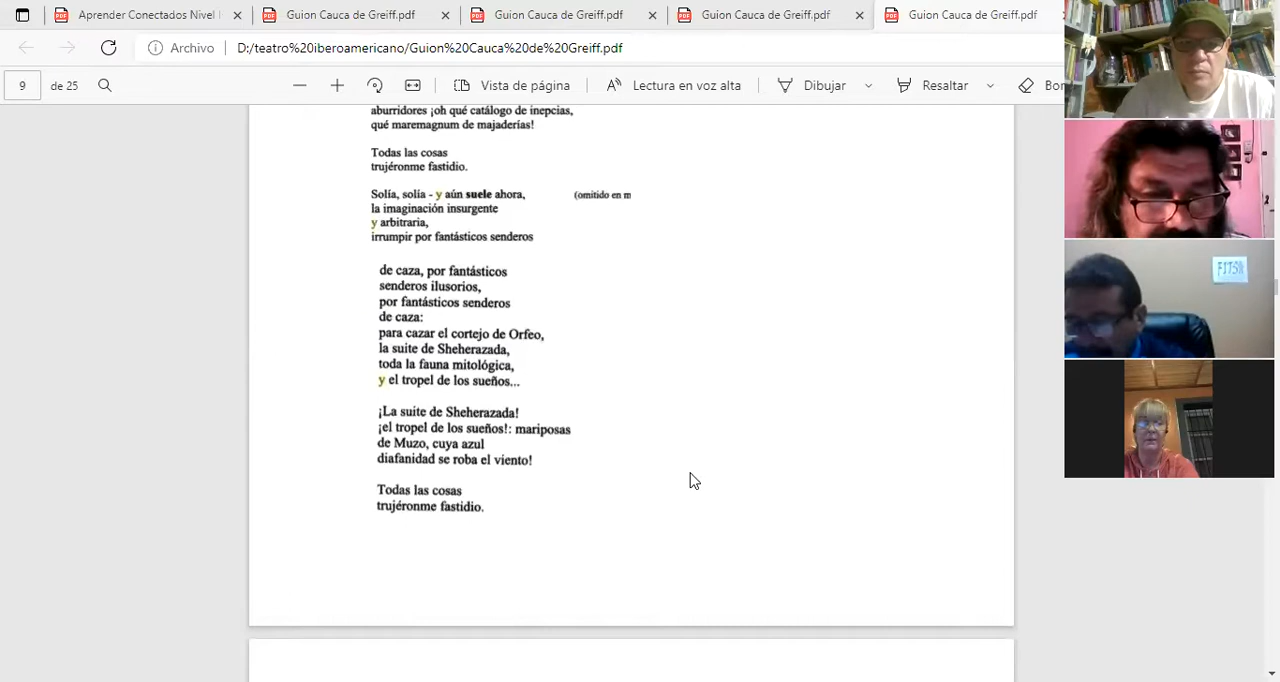 Aprender Conectados Nivel
Guion Cauca de Greiff.pdf
Guion Cauca de Greiff.pdf
Guion Cauca de Greiff.pdf
Guion Cauca de Greiff.pdf
Archivo
D:/teatro%20iberoamericano/Guion%20Cauca%20de%20Greiff.pdf
9 de 25
Vista de página
Lectura en voz alta
Dibujar
Resaltar
Bor
aburridores ¡oh qué catálogo de inepcias,
qué maremagnum de majaderías!
Todas las cosas
trujéronme fastidio.
Solía, solía - y aún suele ahora, (omitido en m
la imaginación insurgente
y arbitraria,
irrumpir por fantásticos senderos
de caza, por fantásticos
senderos ilusorios,
por fantásticos senderos
de caza:
para cazar el cortejo de Orfeo,
la suite de Sheherazada,
toda la fauna mitológica,
y el tropel de los sueños...
¡La suite de Sheherazada!
¡el tropel de los sueños!: mariposas
de Muzo, cuya azul
diafanidad se roba el viento!
Todas las cosas
trujéronme fastidio.